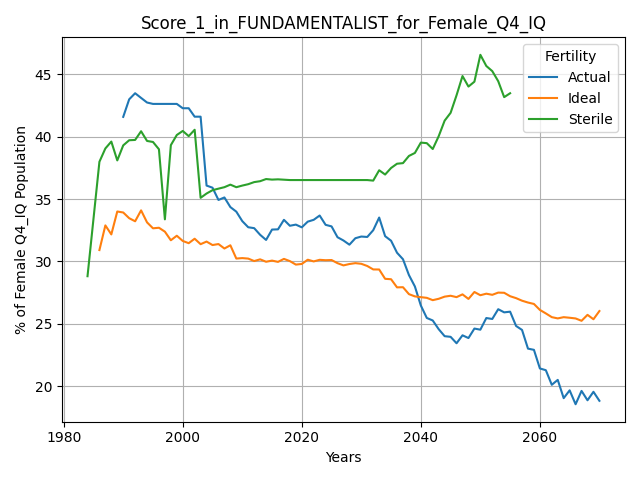 Score_1_in_FUNDAMENTALIST_for_Female_Q4_IQ
% of Female Q4_IQ Population
45
40
35
30
25
20
Fertility
Actual
Ideal
Sterile
1980
2000
2020
2040
2060
Years